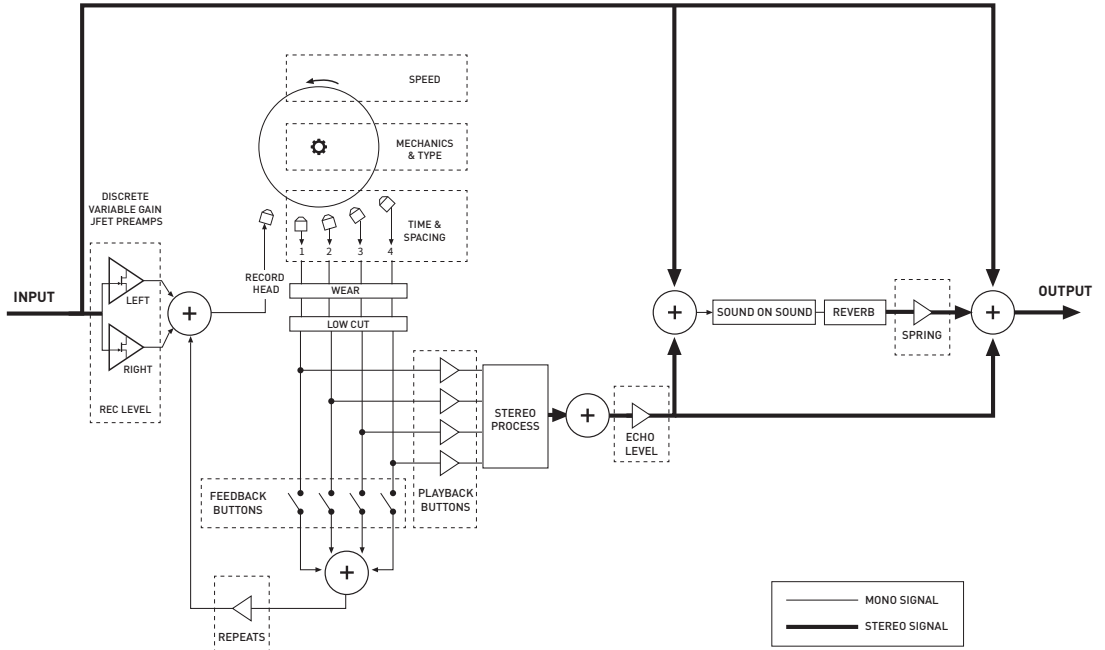 SPEED
MECHANICS
& TYPE
DISCRETE
VARIABLE GAIN
JFET PREAMPS
TIME &
SPACING
1 2 3 4
RECORD
HEAD
WEAR
LOW CUT
INPUT
LEFT
+
RIGHT
REC LEVEL
+
SOUND ON SOUND
REVERB
SPRING
+
OUTPUT
STEREO
PROCESS
+
ECHO
LEVEL
FEEDBACK
BUTTONS
PLAYBACK
BUTTONS
+
REPEATS
MONO SIGNAL
STEREO SIGNAL